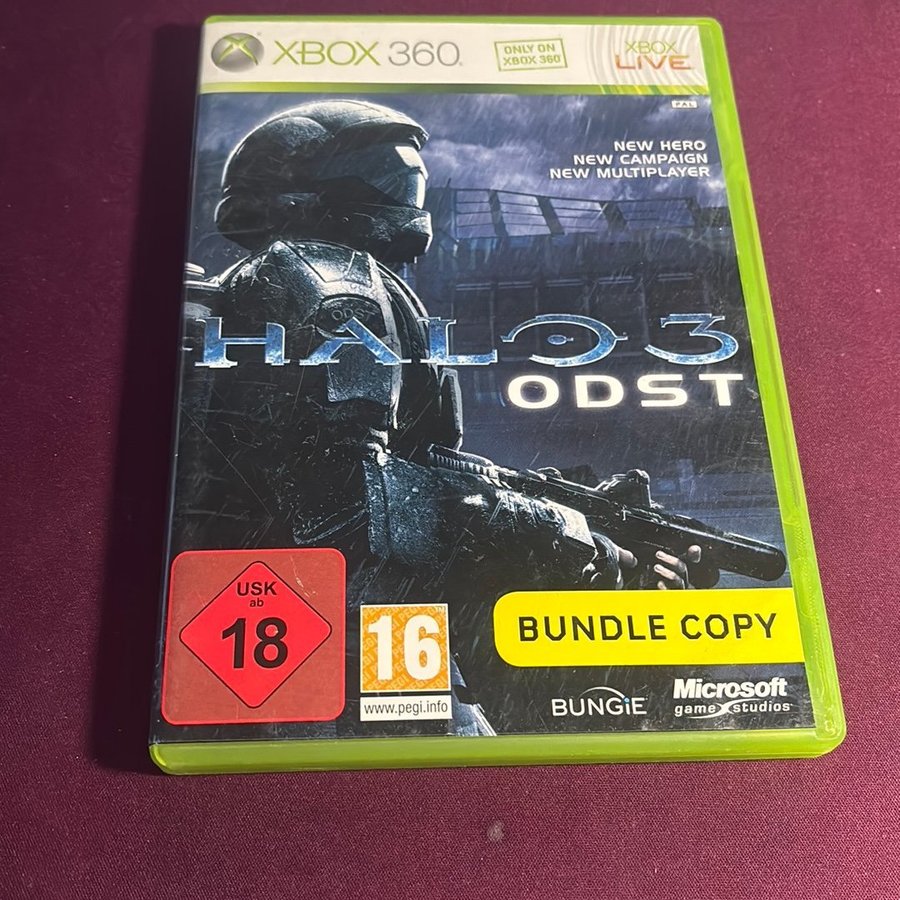 XBOX 360
ONLY ON
XBOX 360
XBOX
LIVE
PAL
NEW HERO
NEW CAMPAIGN
NEW MULTIPLAYER
ODST
HALO 3
ODST
USK
ab
18
16
www.pegi.info
BUNDLE COPY
BUNGiE
Microsoft
game studios